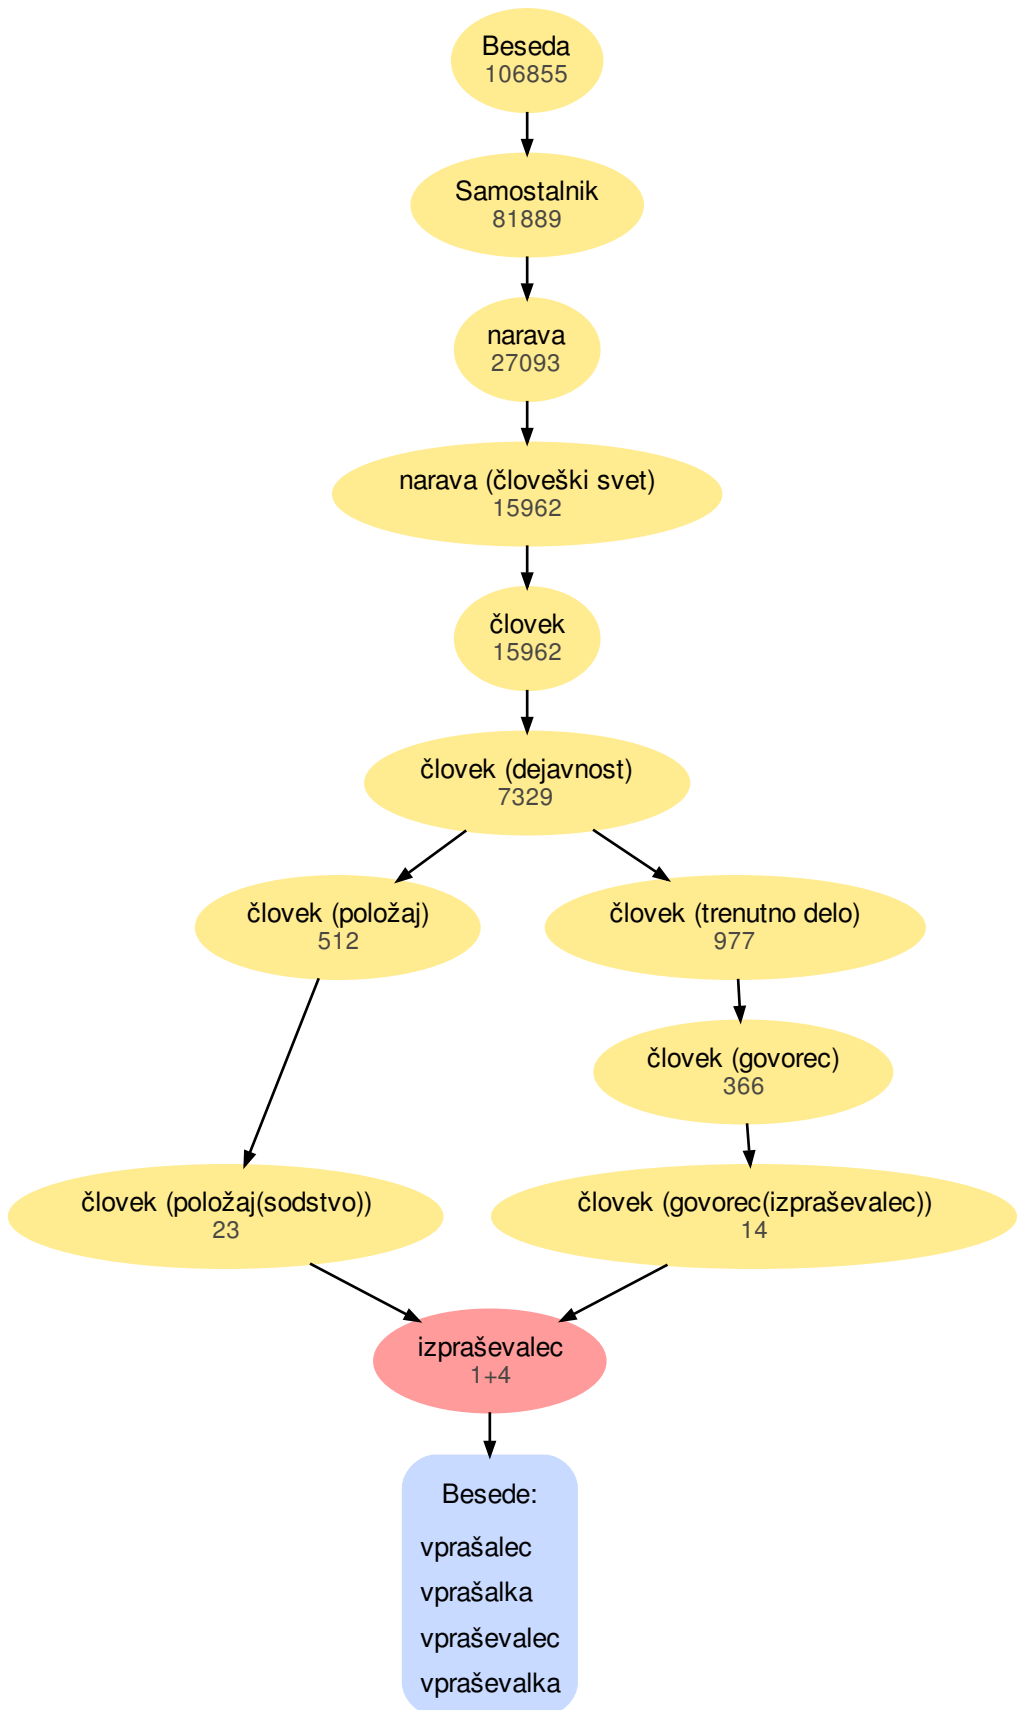 Beseda
106855
Samostalnik
81889
narava
27093
narava (človeški svet)
15962
človek
15962
človek (dejavnost)
7329
človek (položaj)
512
človek (trenutno delo)
977
človek (govorec)
366
človek (položaj(sodstvo))
23
človek (govorec(izpraševalec))
14
izpraševalec
1+4
Besede:
vprašalec
vprašalka
vpraševalec
vpraševalka